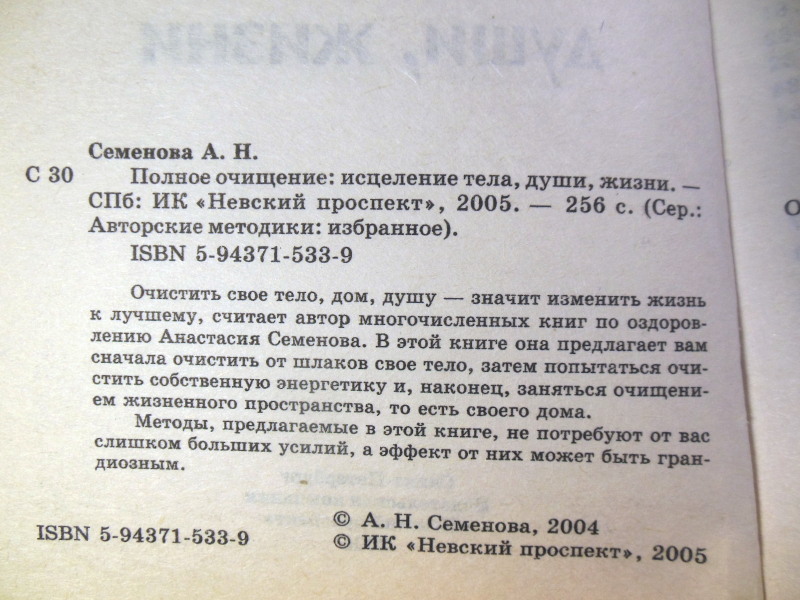 Семенова А. Н.
С 30 Полное очищение: исцеление тела, души, жизни. —
СПб: ИК «Невский проспект», 2005. — 256 с. (Сер.:
Авторские методики: избранное).
ISBN 5-94371-533-9
Очистить свое тело, дом, душу — значит изменить жизнь
к лучшему, считает автор многочисленных книг по оздоров-
лению Анастасия Семенова. В этой книге она предлагает вам
сначала очистить от шлаков свое тело, затем попытаться очи-
стить собственную энергетику и, наконец, заняться очищени-
ем жизненного пространства, то есть своего дома.
Методы, предлагаемые в этой книге, не потребуют от вас
слишком больших усилий, а эффект от них может быть гран-
диозным.
© А. Н. Семенова, 2004
ISBN 5-94371-533-9 © ИК «Невский проспект», 2005